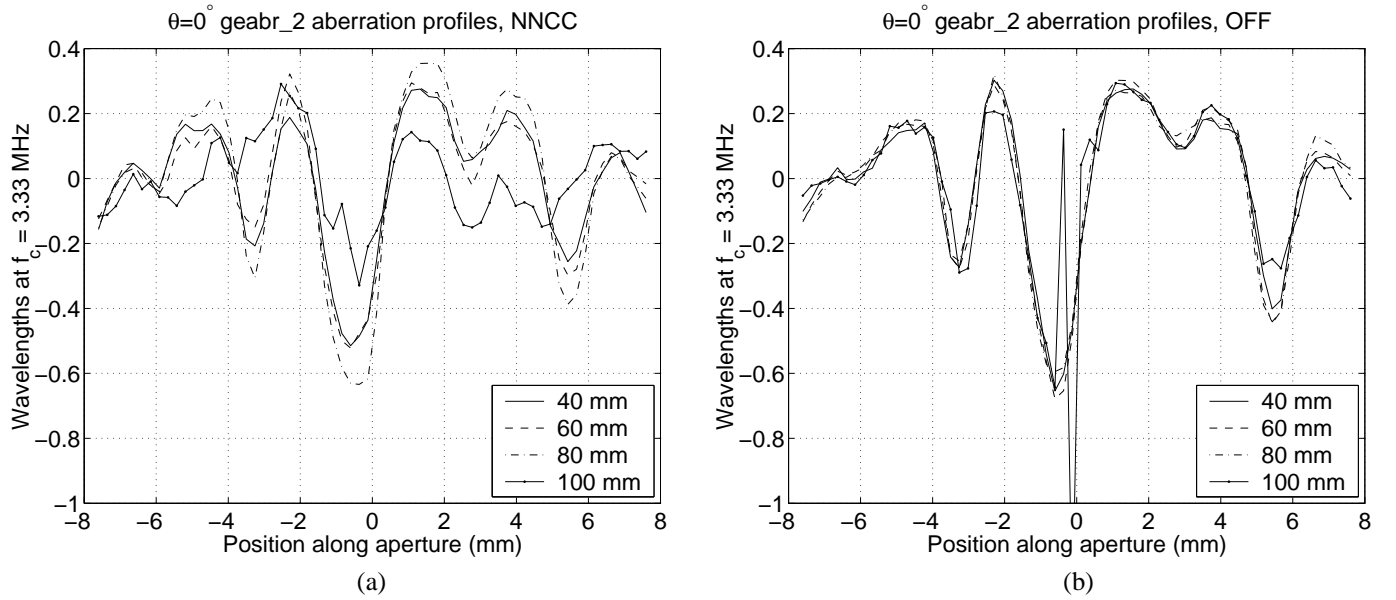 θ=0° geabr_2 aberration profiles, NNCC
Wavelengths at f_c = 3.33 MHz
0.4
0.2
0
−0.2
−0.4
−0.6
−0.8
−1
40 mm
60 mm
80 mm
100 mm
−8 −6 −4 −2 0 2 4 6 8
Position along aperture (mm)
(a)
θ=0° geabr_2 aberration profiles, OFF
Wavelengths at f_c = 3.33 MHz
0.4
0.2
0
−0.2
−0.4
−0.6
−0.8
−1
40 mm
60 mm
80 mm
100 mm
−8 −6 −4 −2 0 2 4 6 8
Position along aperture (mm)
(b)